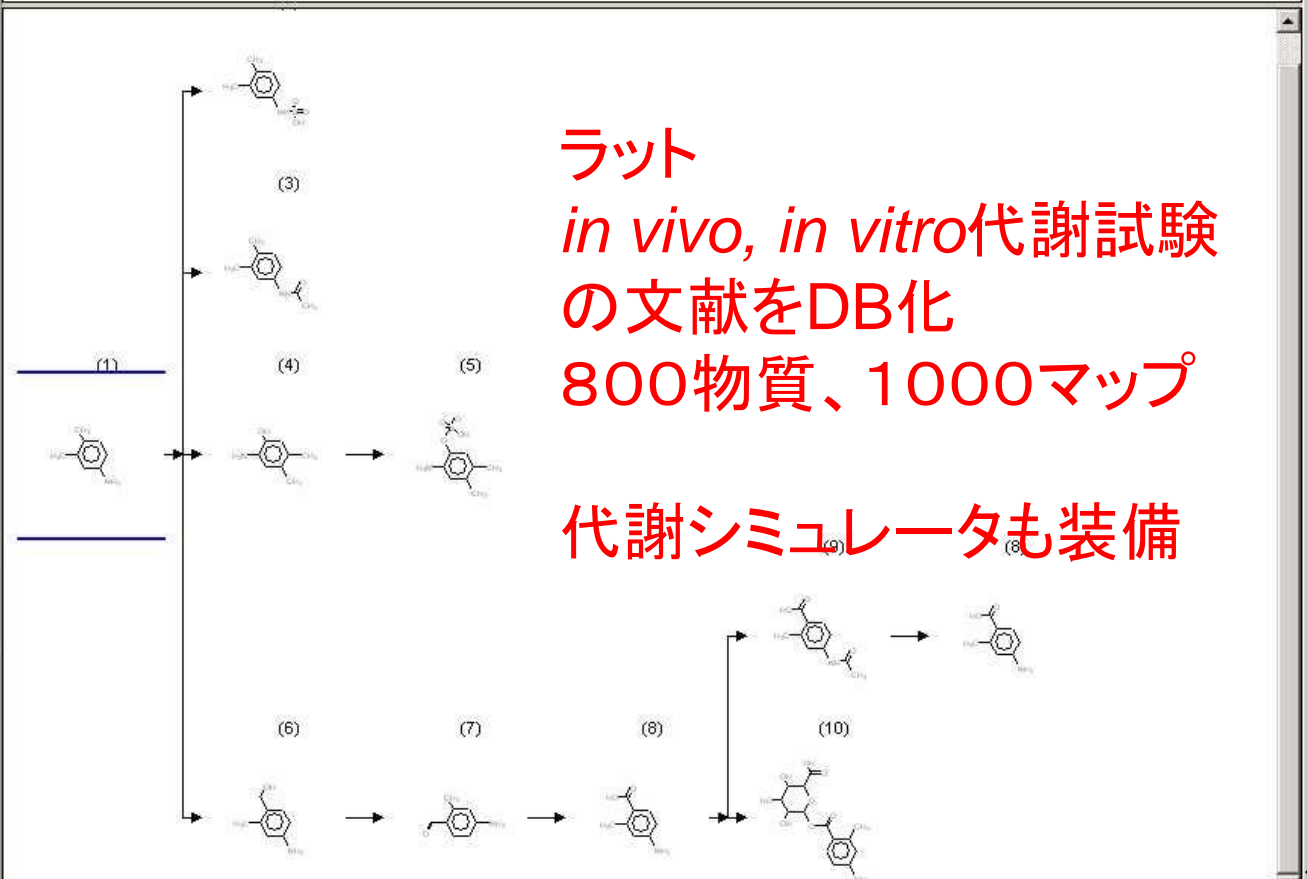 ラット
in vivo, in vitro代謝試験
の文献をDB化
800物質、1000マップ
代謝シミュレータも装備
(3)
(1)
(4)
(5)
(9)
(8)
(6)
(7)
(8)
(10)